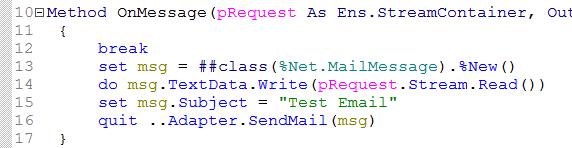 10 Method OnMessage(pRequest As Ens.StreamContainer, Out
11 {
12 break
13 set msg = ##class(%Net.MailMessage).%New()
14 do msg.TextData.Write(pRequest.Stream.Read())
15 set msg.Subject = "Test Email"
16 quit ..Adapter.SendMail(msg)
17 }